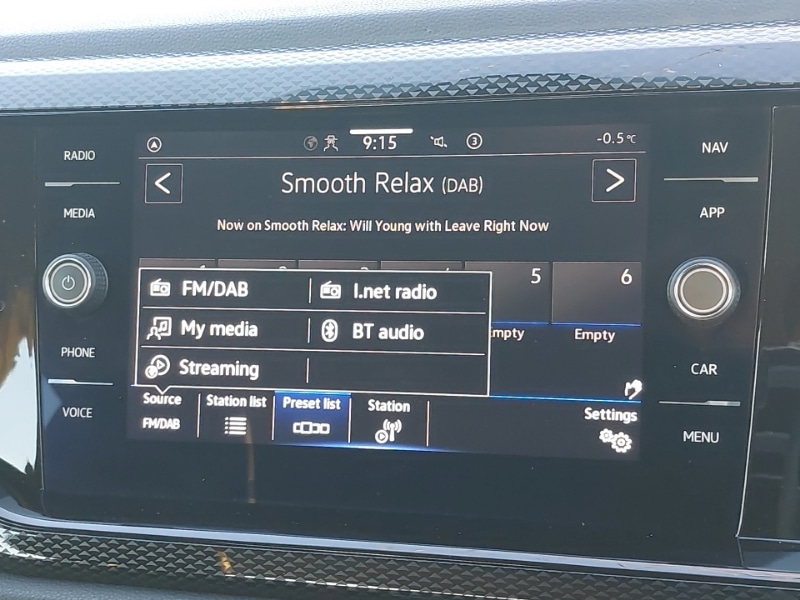 RADIO
MEDIA
PHONE
VOICE
9:15
3
-0.5°C
Smooth Relax (DAB)
Now on Smooth Relax: Will Young with Leave Right Now
5
6
Empty
FM/DAB
I.net radio
My media
BT audio
Streaming
Source
FM/DAB
Station list
Preset list
Station
Settings
NAV
APP
CAR
MENU